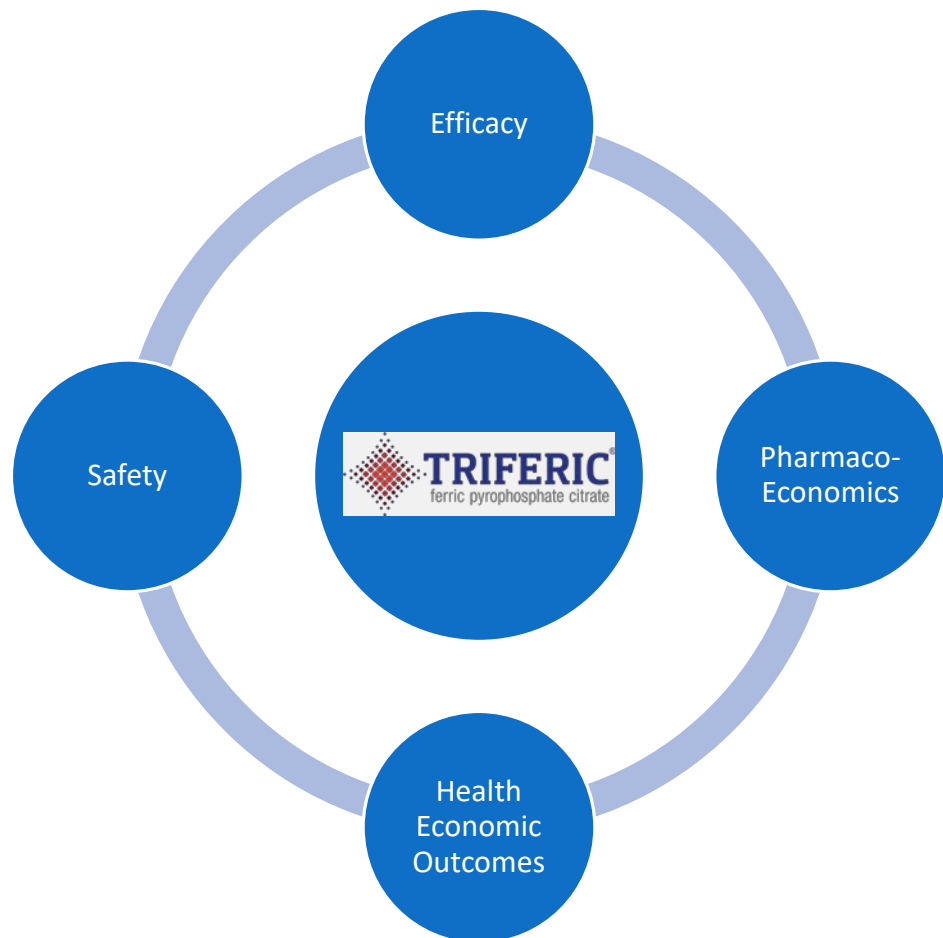 Efficacy
Safety
TRIFERIC®
ferric pyrophosphate citrate
Pharmaco-
Economics
Health
Economic
Outcomes